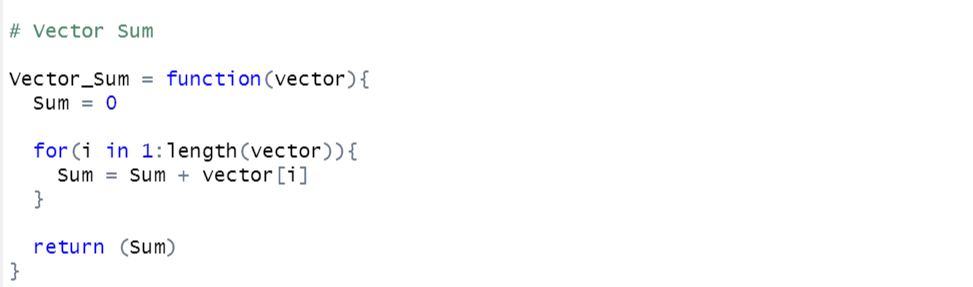 # Vector Sum
Vector_Sum = function(vector){
  Sum = 0
  for(i in 1:length(vector)){
    Sum = Sum + vector[i]
  }
  return (Sum)
}